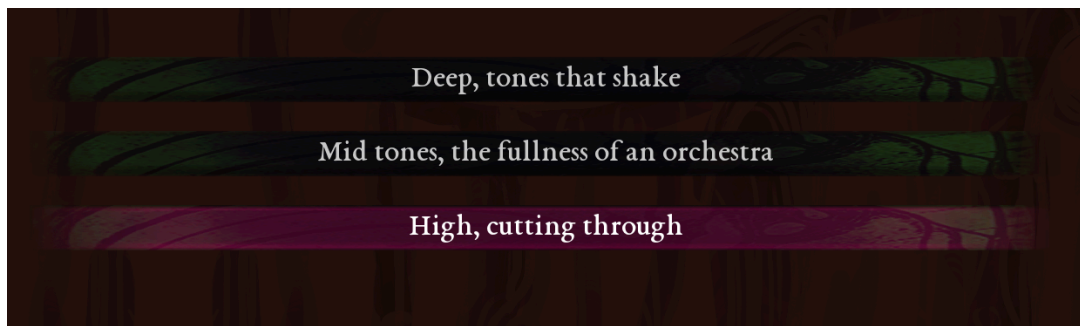 Deep, tones that shake
Mid tones, the fullness of an orchestra
High, cutting through